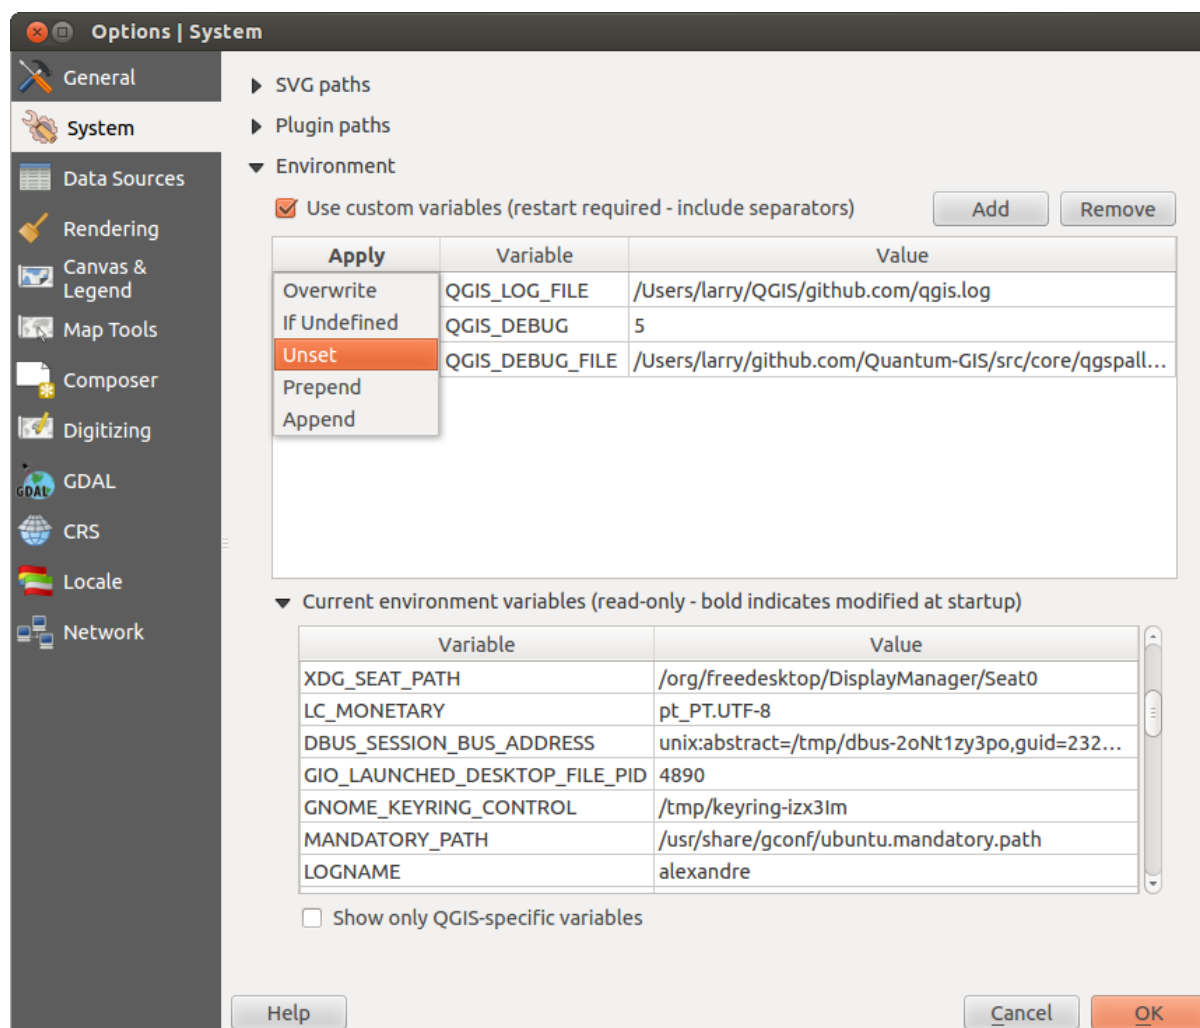 Options | System
General
System
Data Sources
Rendering
Canvas &
Legend
Map Tools
Composer
Digitizing
GDAL
GDAL
CRS
Locale
Network
SVG paths
Plugin paths
Environment
Use custom variables (restart required - include separators)
Add
Remove
Apply Variable Value
Overwrite
If Undefined
Unset
Prepend
Append
QGIS_LOG_FILE /Users/larry/QGIS/github.com/qgis.log
QGIS_DEBUG 5
QGIS_DEBUG_FILE /Users/larry/github.com/Quantum-GIS/src/core/qgspall...
Current environment variables (read-only - bold indicates modified at startup)
Variable Value
XDG_SEAT_PATH /org/freedesktop/DisplayManager/Seat0
LC_MONETARY pt_PT.UTF-8
DBUS_SESSION_BUS_ADDRESS unix:abstract=/tmp/dbus-2oNt1zy3po,guid=232...
GIO_LAUNCHED_DESKTOP_FILE_PID 4890
GNOME_KEYRING_CONTROL /tmp/keyring-izx3Im
MANDATORY_PATH /usr/share/gconf/ubuntu.mandatory.path
LOGNAME alexandre
Show only QGIS-specific variables
Help
Cancel
OK